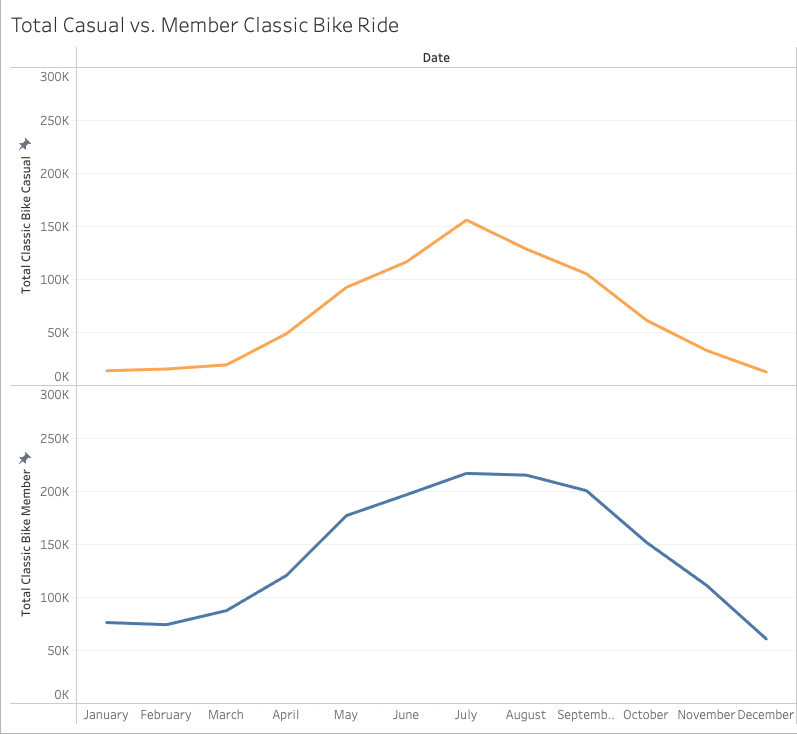 Total Casual vs. Member Classic Bike Ride
Date
Total Classic Bike Casual
300K
250K
200K
150K
100K
50K
0K
Total Classic Bike Member
300K
250K
200K
150K
100K
50K
0K
January February March April May June July August Septemb.. October November December